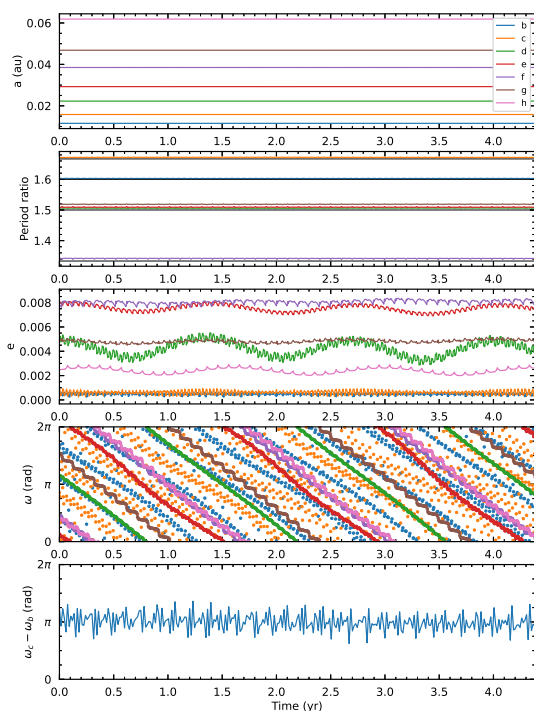 0.06
0.04
0.02
a (au)
b
c
d
e
f
g
h
0.0 0.5 1.0 1.5 2.0 2.5 3.0 3.5 4.0
1.6
1.5
1.4
Period ratio
0.0 0.5 1.0 1.5 2.0 2.5 3.0 3.5 4.0
0.008
0.006
0.004
0.002
0.000
e
0.0 0.5 1.0 1.5 2.0 2.5 3.0 3.5 4.0
2π
π
0
ω (rad)
0.0 0.5 1.0 1.5 2.0 2.5 3.0 3.5 4.0
2π
π
0
ω_c − ω_b (rad)
0.0 0.5 1.0 1.5 2.0 2.5 3.0 3.5 4.0
Time (yr)